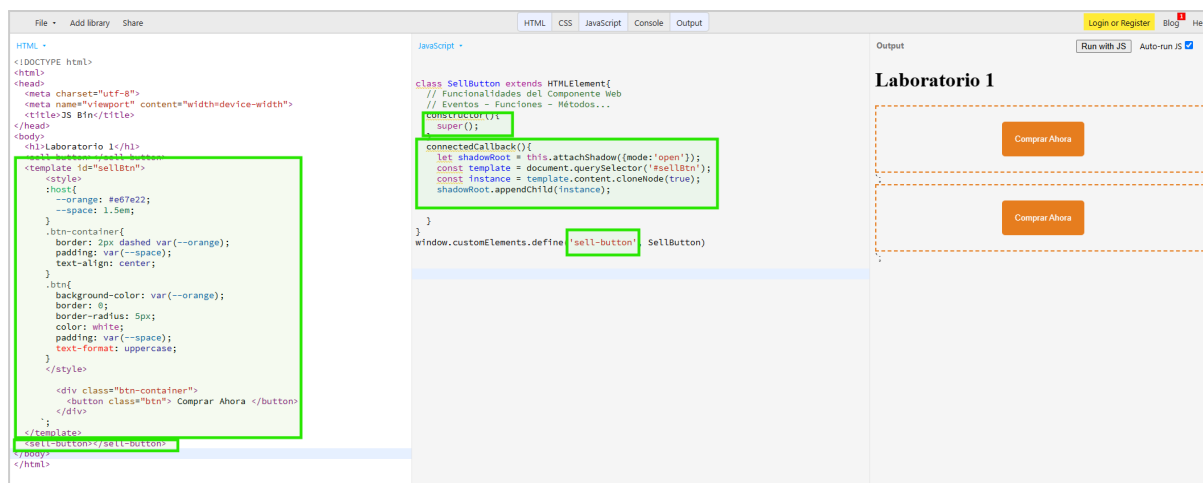 File ▾ Add library Share HTML CSS JavaScript Console Output Login or Register Blog 1 He
HTML ▾
<!DOCTYPE html>
<html>
<head>
<meta charset="utf-8">
<meta name="viewport" content="width=device-width">
<title>JS Bin</title>
</head>
<body>
<h1>Laboratorio 1</h1>
<sell-button></sell-button>
<template id="sellBtn">
<style>
:host{
--orange: #e67e22;
--space: 1.5em;
}
.btn-container{
border: 2px dashed var(--orange);
padding: var(--space);
text-align: center;
}
.btn{
background-color: var(--orange);
border: 0;
border-radius: 5px;
color: white;
padding: var(--space);
text-format: uppercase;
}
</style>
<div class="btn-container">
<button class="btn"> Comprar Ahora </button>
</div>
`;
</template>
<sell-button></sell-button>
</body>
</html>
JavaScript ▾
class SellButton extends HTMLElement{
// Funcionalidades del Componente Web
// Eventos - Funciones - Métodos...
constructor(){
super();
}
connectedCallback(){
let shadowRoot = this.attachShadow({mode:'open'});
const template = document.querySelector('#sellBtn');
const instance = template.content.cloneNode(true);
shadowRoot.appendChild(instance);
}
}
window.customElements.define('sell-button', SellButton)
Output Run with JS Auto-run JS
Laboratorio 1
Comprar Ahora
`;
Comprar Ahora
`;